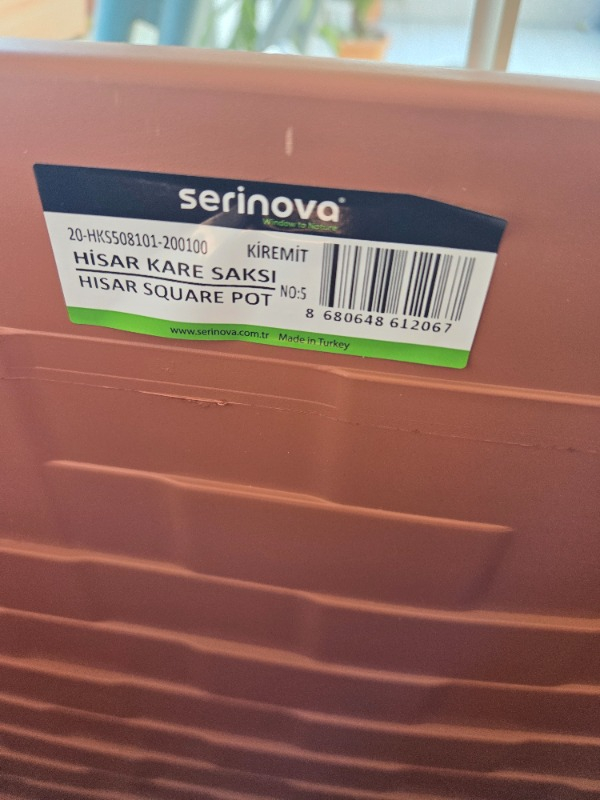 serinova®
Window to Nature
20-HKS508101-200100 KİREMİT
HİSAR KARE SAKSI
HISAR SQUARE POT NO:5
8 680648 612067
www.serinova.com.tr Made in Turkey